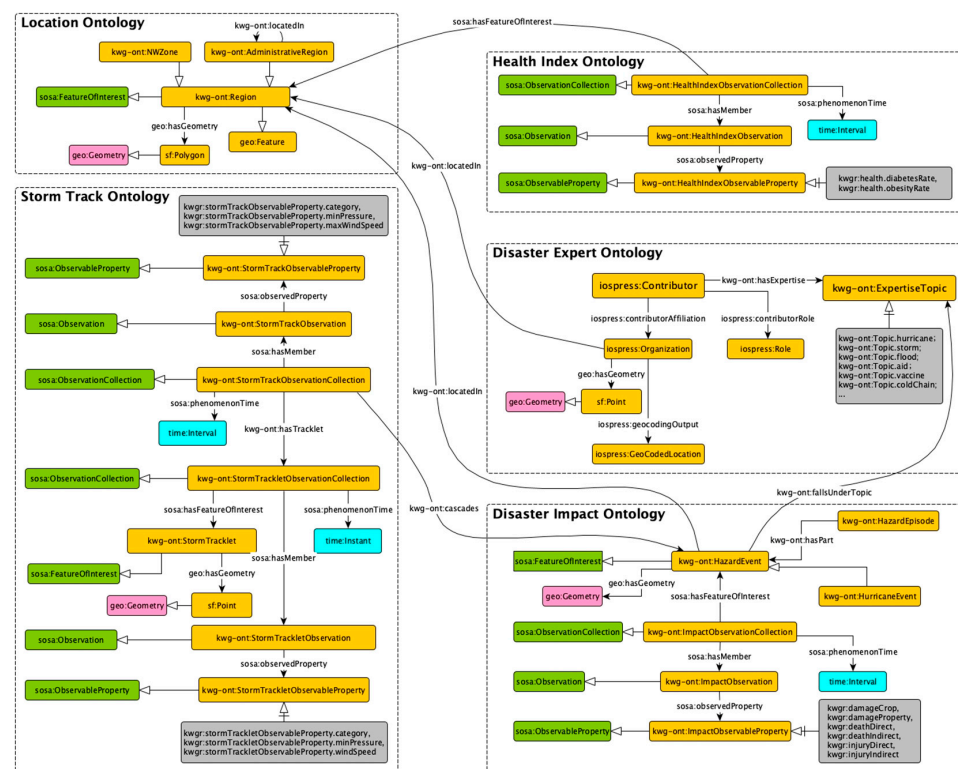 Location Ontology
kwg-ont:locatedIn
kwg-ont:NWZone
kwg-ont:AdministrativeRegion
sosa:FeatureOfInterest
kwg-ont:Region
geo:hasGeometry
geo:Feature
geo:Geometry
sf:Polygon
sosa:hasFeatureOfInterest
kwg-ont:locatedIn
kwg-ont:locatedIn
Health Index Ontology
sosa:ObservationCollection
kwg-ont:HealthIndexObservationCollection
sosa:hasMember
sosa:phenomenonTime
sosa:Observation
kwg-ont:HealthIndexObservation
time:Interval
sosa:observedProperty
sosa:ObservableProperty
kwg-ont:HealthIndexObservableProperty
kwgr:health.diabetesRate,
kwgr:health.obesityRate
Storm Track Ontology
kwgr:stormTrackObservableProperty.category,
kwgr:stormTrackObservableProperty.minPressure,
kwgr:stormTrackObservableProperty.maxWindSpeed
sosa:ObservableProperty
kwg-ont:StormTrackObservableProperty
sosa:observedProperty
sosa:Observation
kwg-ont:StormTrackObservation
sosa:hasMember
sosa:ObservationCollection
kwg-ont:StormTrackObservationCollection
sosa:phenomenonTime
time:Interval
kwg-ont:hasTracklet
sosa:ObservationCollection
kwg-ont:StormTrackletObservationCollection
sosa:hasFeatureOfInterest
sosa:phenomenonTime
kwg-ont:StormTracklet
time:Instant
sosa:hasMember
sosa:FeatureOfInterest
geo:hasGeometry
geo:Geometry
sf:Point
sosa:Observation
kwg-ont:StormTrackletObservation
sosa:observedProperty
sosa:ObservableProperty
kwg-ont:StormTrackletObservableProperty
kwgr:stormTrackletObservableProperty.category,
kwgr:stormTrackletObservableProperty.minPressure,
kwgr:stormTrackletObservableProperty.windSpeed
kwg-ont:cascades
Disaster Expert Ontology
iospress:Contributor
kwg-ont:hasExpertise
kwg-ont:ExpertiseTopic
iospress:contributorAffiliation
iospress:contributorRole
iospress:Organization
iospress:Role
kwg-ont:Topic.hurricane;
kwg-ont:Topic.storm;
kwg-ont:Topic.flood;
kwg-ont:Topic.aid;
kwg-ont:Topic.vaccine
kwg-ont:Topic.coldChain;
...
geo:hasGeometry
geo:Geometry
sf:Point
iospress:geocodingOutput
iospress:GeoCodedLocation
kwg-ont:fallsUnderTopic
Disaster Impact Ontology
kwg-ont:HazardEpisode
kwg-ont:hasPart
sosa:FeatureOfInterest
kwg-ont:HazardEvent
geo:hasGeometry
geo:Geometry
sosa:hasFeatureOfInterest
kwg-ont:HurricaneEvent
sosa:ObservationCollection
kwg-ont:ImpactObservationCollection
sosa:hasMember
sosa:phenomenonTime
sosa:Observation
kwg-ont:ImpactObservation
time:Interval
sosa:observedProperty
sosa:ObservableProperty
kwg-ont:ImpactObservableProperty
kwgr:damageCrop,
kwgr:damageProperty,
kwgr:deathDirect,
kwgr:deathIndirect,
kwgr:injuryDirect,
kwgr:injuryIndirect